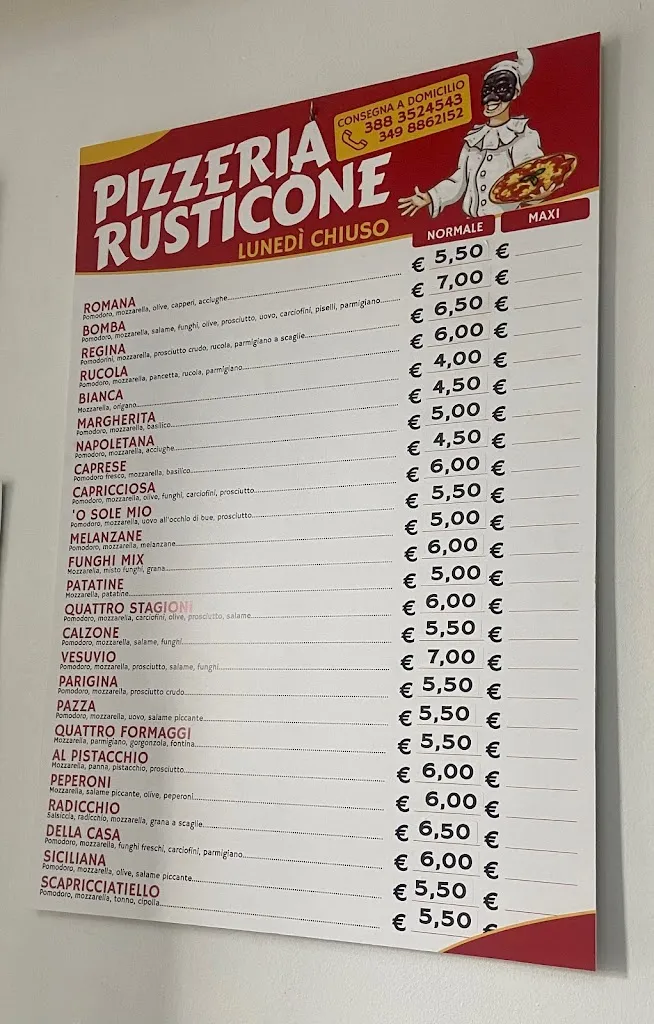 CONSEGNA A DOMICILIO
388 3524543
349 8862152
PIZZERIA
RUSTICONE
LUNEDÌ CHIUSO
NORMALE MAXI
ROMANA € 5,50 €
Pomodoro, mozzarella, olive, capperi, acciughe
BOMBA € 7,00 €
Pomodoro, mozzarella, salame, funghi, olive, prosciutto, uovo, carciofini, piselli, parmigiano
REGINA € 6,50 €
Pomodorini, mozzarella, prosciutto crudo, rucola, parmigiano a scaglie
RUCOLA € 6,00 €
Pomodoro, mozzarella, pancetta, rucola, parmigiano
BIANCA € 4,00 €
Mozzarella, origano
MARGHERITA € 4,50 €
Pomodoro, mozzarella, basilico
NAPOLETANA € 5,00 €
Pomodoro, mozzarella, acciughe
CAPRESE € 4,50 €
Pomodoro fresco, mozzarella, basilico
CAPRICCIOSA € 6,00 €
Pomodoro, mozzarella, olive, funghi, carciofini, prosciutto
'O SOLE MIO € 5,50 €
Pomodoro, mozzarella, uovo all'occhio di bue, prosciutto
MELANZANE € 5,00 €
Pomodoro, mozzarella, melanzane
FUNGHI MIX € 6,00 €
Mozzarella, misto funghi, grana
PATATINE € 5,00 €
Mozzarella, patatine
QUATTRO STAGIONI € 6,00 €
Pomodoro, mozzarella, carciofini, olive, prosciutto, salame
CALZONE € 5,50 €
Pomodoro, mozzarella, salame, funghi
VESUVIO € 7,00 €
Pomodoro, mozzarella, prosciutto, salame, funghi
PARIGINA € 5,50 €
Pomodoro, mozzarella, prosciutto crudo
PAZZA € 5,50 €
Pomodoro, mozzarella, uovo, salame piccante
QUATTRO FORMAGGI € 5,50 €
Mozzarella, parmigiano, gorgonzola, fontina
AL PISTACCHIO € 6,00 €
Mozzarella, panna, pistacchio, prosciutto
PEPERONI € 6,00 €
Mozzarella, salame piccante, olive, peperoni
RADICCHIO € 6,50 €
Salsiccia, radicchio, mozzarella, grana a scaglie
DELLA CASA € 6,00 €
Pomodoro, mozzarella, funghi freschi, carciofini, parmigiano
SICILIANA € 5,50 €
Pomodoro, mozzarella, olive, salame piccante
SCAPRICCIATIELLO € 5,50 €
Pomodoro, mozzarella, tonno, cipolla